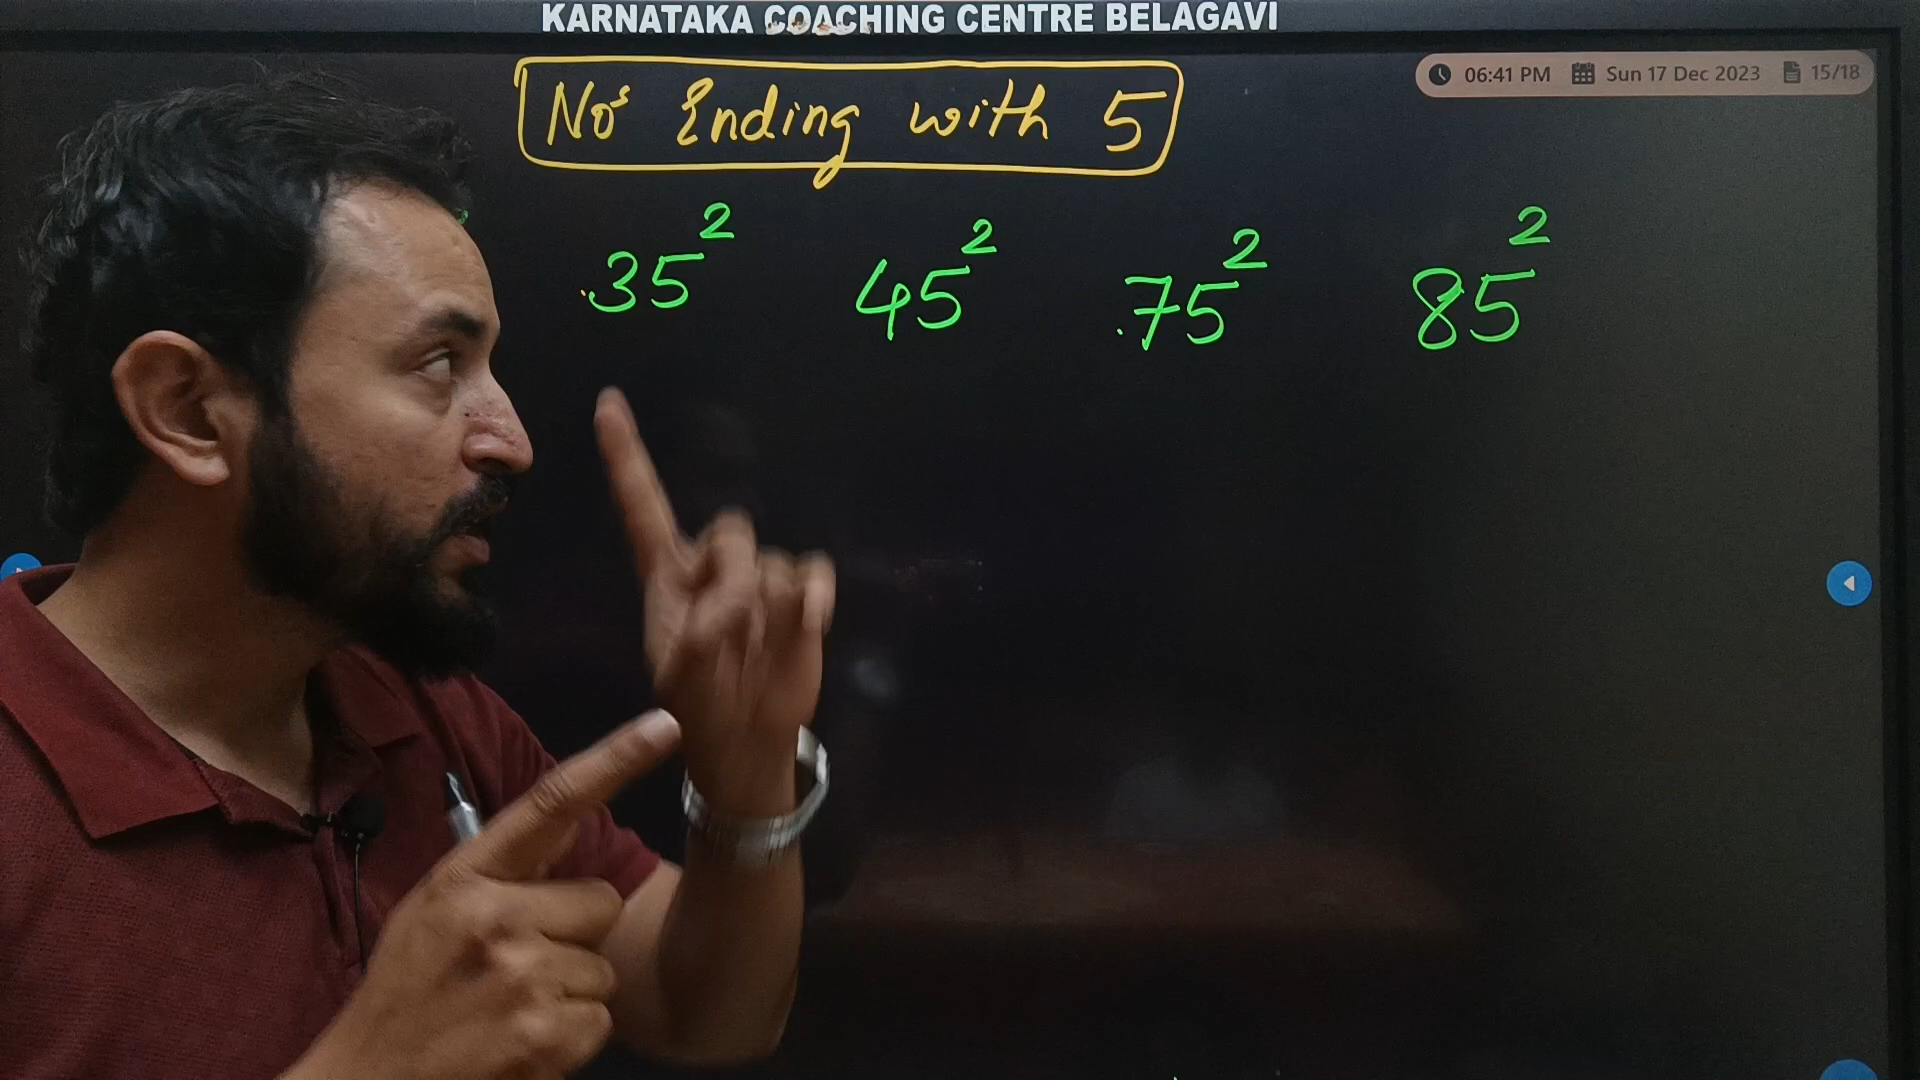 KARNATAKA COACHING CENTRE BELAGAVI
06:41 PM Sun 17 Dec 2023 15/18
Nos Ending with 5
35² 45² 75² 85²